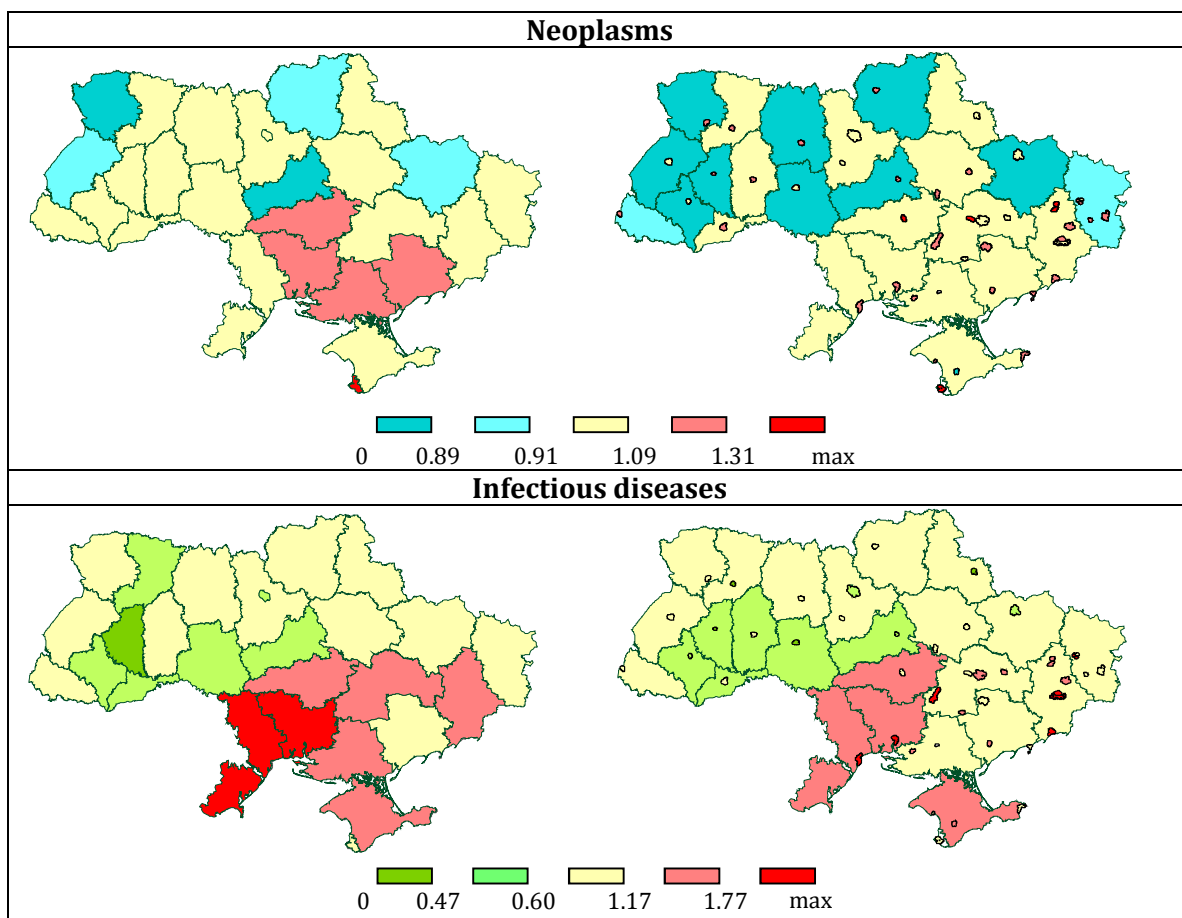 Neoplasms
0 0.89 0.91 1.09 1.31 max
Infectious diseases
0 0.47 0.60 1.17 1.77 max